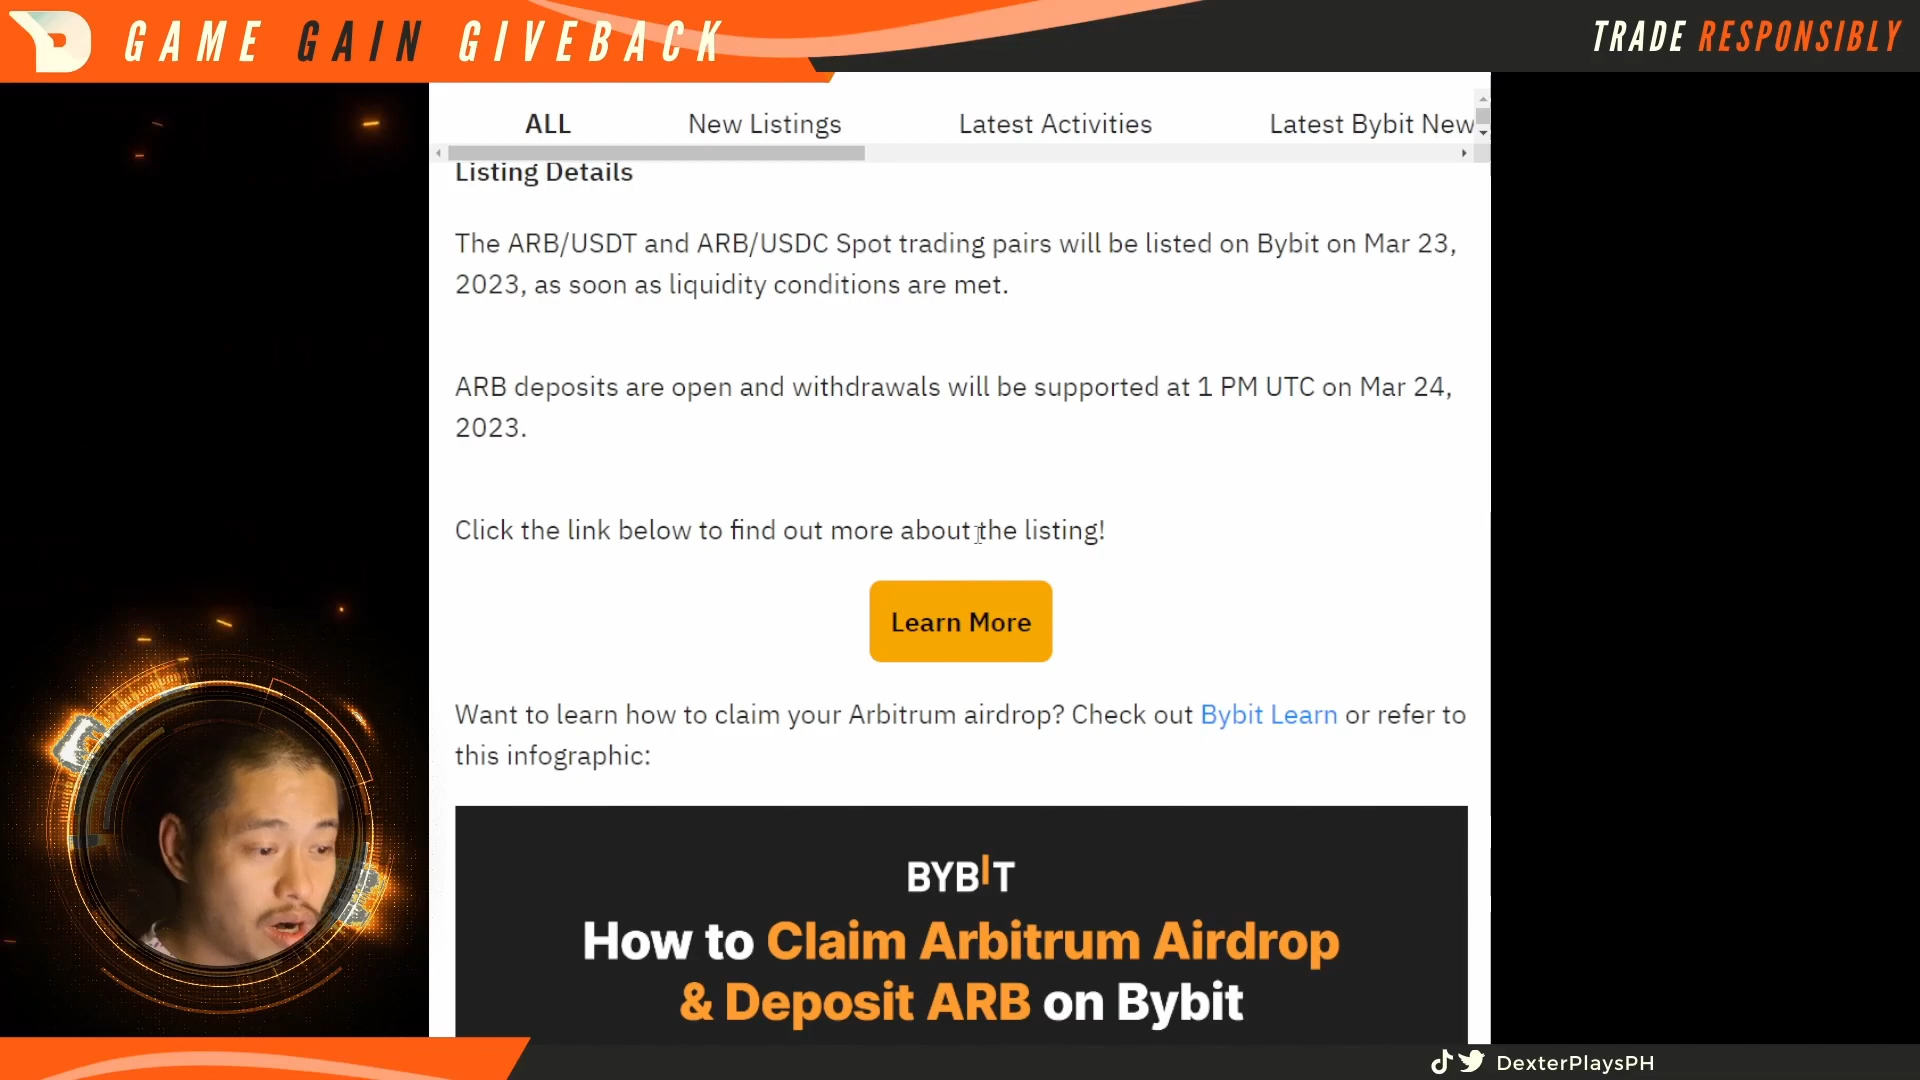 GAME GAIN GIVEBACK
TRADE RESPONSIBLY
ALL New Listings Latest Activities Latest Bybit New
Listing Details
The ARB/USDT and ARB/USDC Spot trading pairs will be listed on Bybit on Mar 23,
2023, as soon as liquidity conditions are met.
ARB deposits are open and withdrawals will be supported at 1 PM UTC on Mar 24,
2023.
Click the link below to find out more about the listing!
Learn More
Want to learn how to claim your Arbitrum airdrop? Check out Bybit Learn or refer to
this infographic:
BYBIT
How to Claim Arbitrum Airdrop
& Deposit ARB on Bybit
DexterPlaysPH